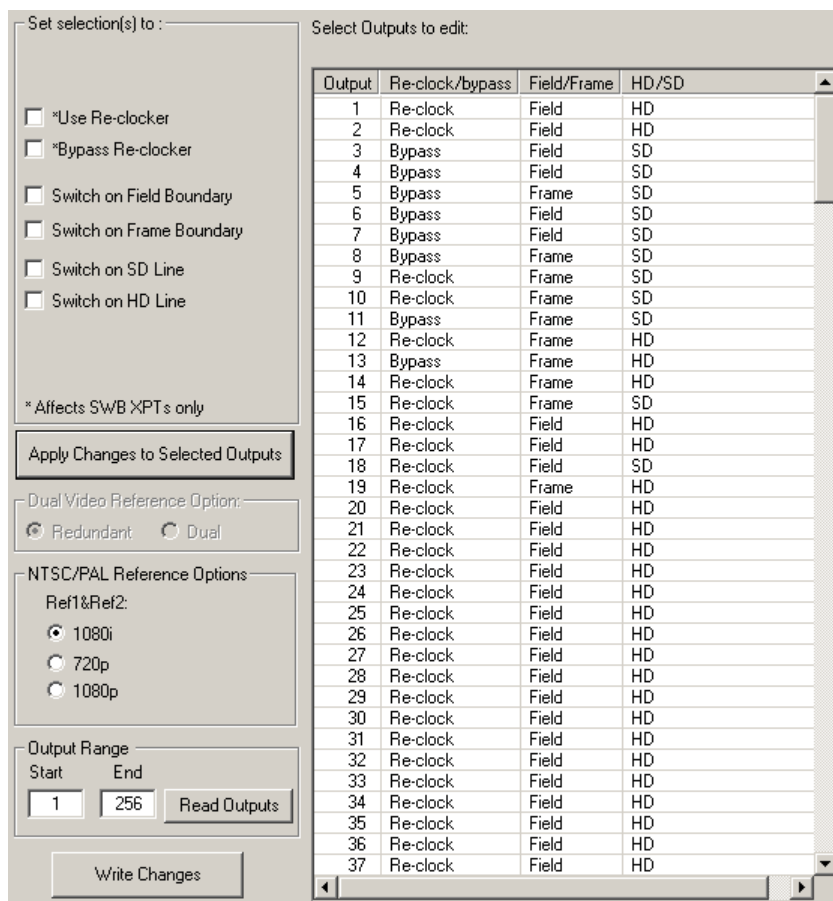 Set selection(s) to :
*Use Re-clocker
*Bypass Re-clocker
Switch on Field Boundary
Switch on Frame Boundary
Switch on SD Line
Switch on HD Line
* Affects SWB XPTs only
Apply Changes to Selected Outputs
Dual Video Reference Option:
Redundant Dual
NTSC/PAL Reference Options
Ref1&Ref2:
1080i
720p
1080p
Output Range
Start End
1 256 Read Outputs
Write Changes
Select Outputs to edit:
Output Re-clock/bypass Field/Frame HD/SD
1 Re-clock Field HD
2 Re-clock Field HD
3 Bypass Field SD
4 Bypass Field SD
5 Bypass Frame SD
6 Bypass Field SD
7 Bypass Field SD
8 Bypass Frame SD
9 Re-clock Frame SD
10 Re-clock Frame SD
11 Bypass Frame SD
12 Re-clock Frame HD
13 Bypass Frame HD
14 Re-clock Frame HD
15 Re-clock Frame SD
16 Re-clock Field HD
17 Re-clock Field HD
18 Re-clock Field SD
19 Re-clock Frame HD
20 Re-clock Field HD
21 Re-clock Field HD
22 Re-clock Field HD
23 Re-clock Field HD
24 Re-clock Field HD
25 Re-clock Field HD
26 Re-clock Field HD
27 Re-clock Field HD
28 Re-clock Field HD
29 Re-clock Field HD
30 Re-clock Field HD
31 Re-clock Field HD
32 Re-clock Field HD
33 Re-clock Field HD
34 Re-clock Field HD
35 Re-clock Field HD
36 Re-clock Field HD
37 Re-clock Field HD